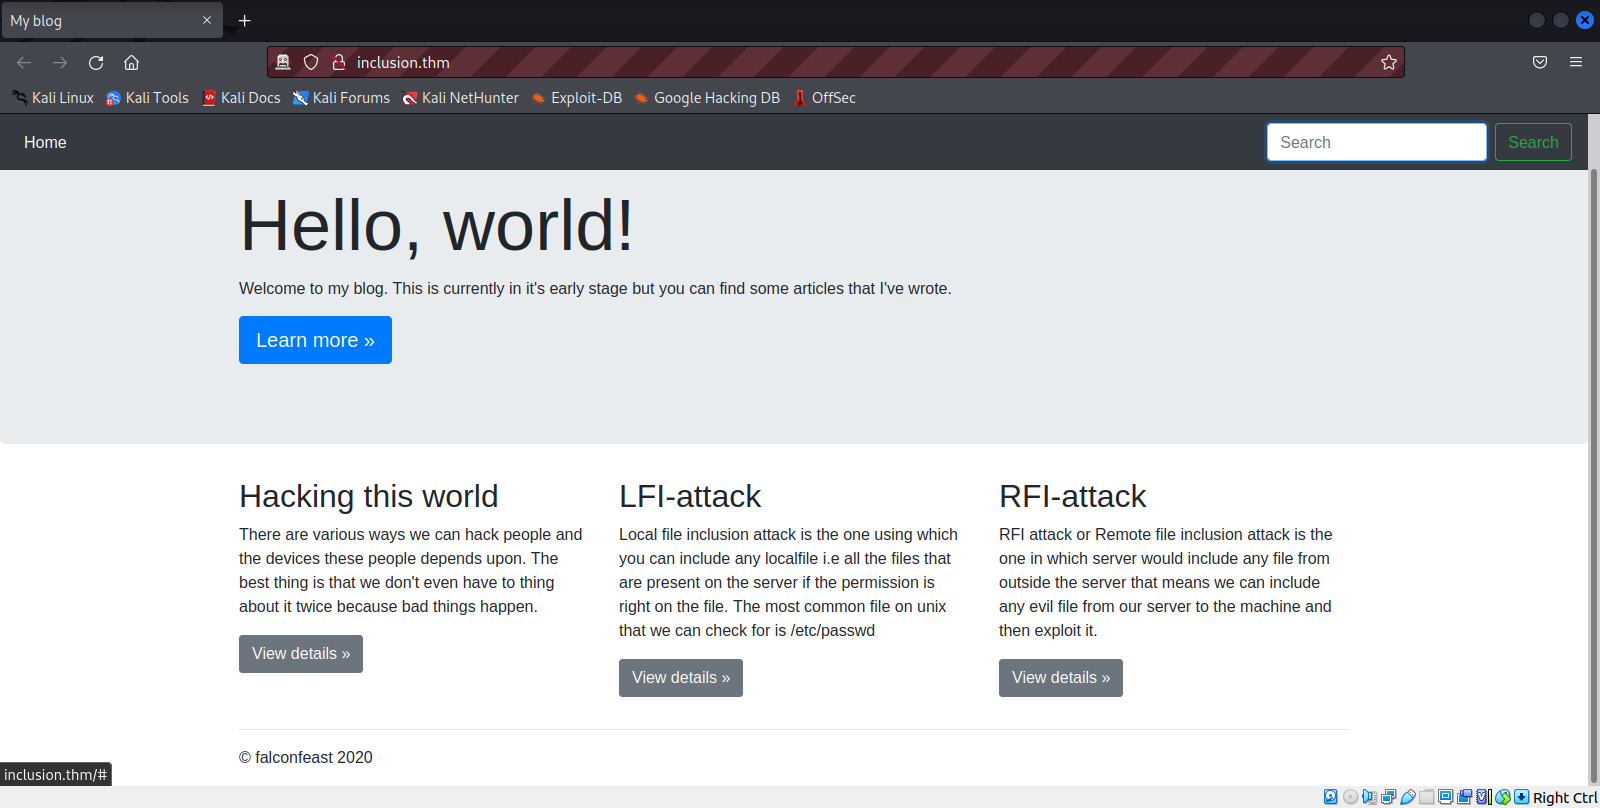 My blog
inclusion.thm
Kali Linux Kali Tools Kali Docs Kali Forums Kali NetHunter Exploit-DB Google Hacking DB OffSec
Home Search Search
Hello, world!
Welcome to my blog. This is currently in it's early stage but you can find some articles that I've wrote.
Learn more »
Hacking this world
There are various ways we can hack people and
the devices these people depends upon. The
best thing is that we don't even have to thing
about it twice because bad things happen.
View details »
LFI-attack
Local file inclusion attack is the one using which
you can include any localfile i.e all the files that
are present on the server if the permission is
right on the file. The most common file on unix
that we can check for is /etc/passwd
View details »
RFI-attack
RFI attack or Remote file inclusion attack is the
one in which server would include any file from
outside the server that means we can include
any evil file from our server to the machine and
then exploit it.
View details »
© falconfeast 2020
inclusion.thm/#
Right Ctrl